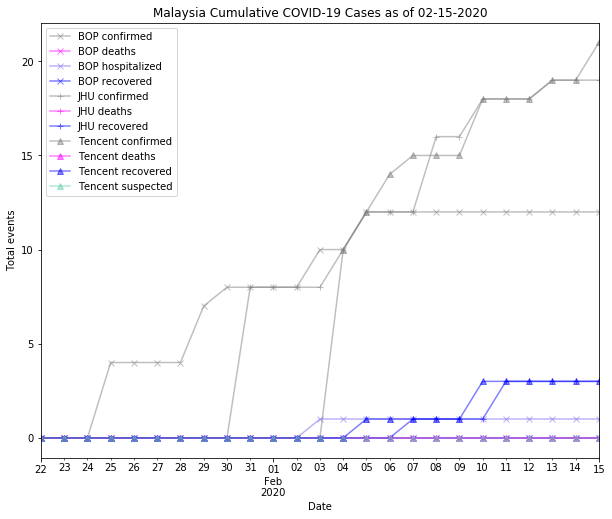 Malaysia Cumulative COVID-19 Cases as of 02-15-2020
BOP confirmed
BOP deaths
BOP hospitalized
BOP recovered
JHU confirmed
JHU deaths
JHU recovered
Tencent confirmed
Tencent deaths
Tencent recovered
Tencent suspected
Total events
20
15
10
5
0
22 23 24 25 26 27 28 29 30 31 01 02 03 04 05 06 07 08 09 10 11 12 13 14 15
Feb
2020
Date